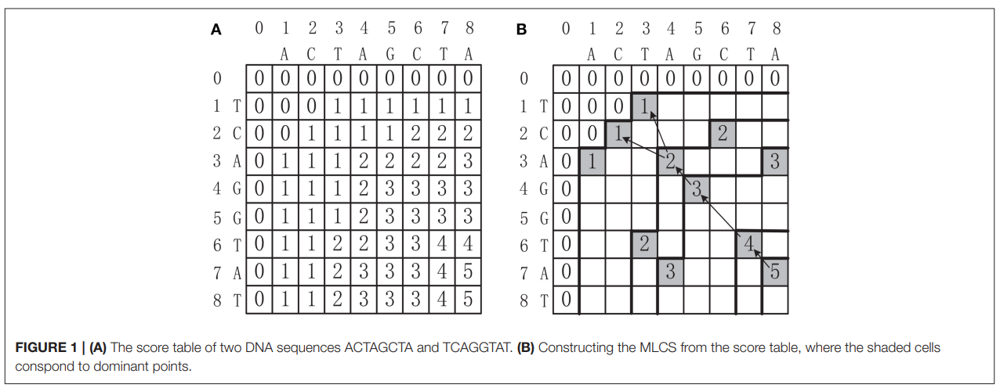 A 0 1 2 3 4 5 6 7 8
A C T A G C T A
0 0 0 0 0 0 0 0 0 0
1 T 0 0 0 1 1 1 1 1 1
2 C 0 0 1 1 1 1 2 2 2
3 A 0 1 1 1 2 2 2 2 3
4 G 0 1 1 1 2 3 3 3 3
5 G 0 1 1 1 2 3 3 3 3
6 T 0 1 1 2 2 3 3 4 4
7 A 0 1 1 2 3 3 3 4 5
8 T 0 1 1 2 3 3 3 4 5
B 0 1 2 3 4 5 6 7 8
A C T A G C T A
0 0 0 0 0 0 0 0 0 0
1 T 0 0 0 1
2 C 0 0 1 2
3 A 0 1 2 3
4 G 0 3
5 G 0
6 T 0 2 4
7 A 0 3 5
8 T 0
FIGURE 1 | (A) The score table of two DNA sequences ACTAGCTA and TCAGGTAT. (B) Constructing the MLCS from the score table, where the shaded cells
conspond to dominant points.